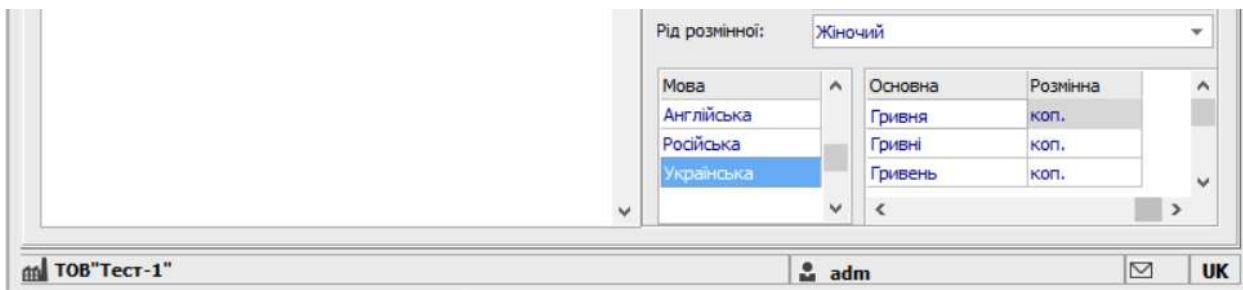 Рід розмінної: Жіночий
Мова
Англійська
Російська
Українська
Основна Розмінна
Гривня коп.
Гривні коп.
Гривень коп.
ТОВ"Тест-1" adm UK